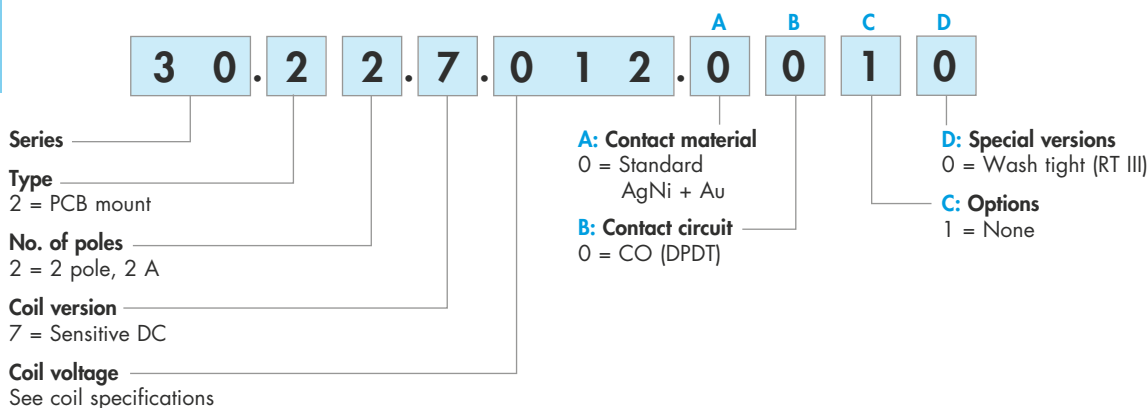 A B C D
3 0 . 2 2 . 7 . 0 1 2 . 0 0 1 0
Series
Type
2 = PCB mount
No. of poles
2 = 2 pole, 2 A
Coil version
7 = Sensitive DC
Coil voltage
See coil specifications
A: Contact material
0 = Standard
AgNi + Au
B: Contact circuit
0 = CO (DPDT)
D: Special versions
0 = Wash tight (RT III)
C: Options
1 = None